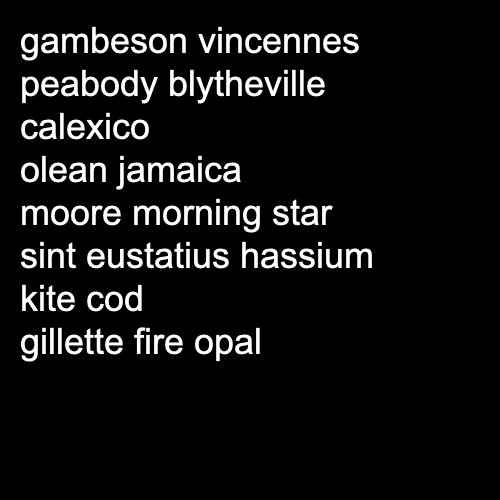 gambeson vincennes
peabody blytheville
calexico
olean jamaica
moore morning star
sint eustatius hassium
kite cod
gillette fire opal